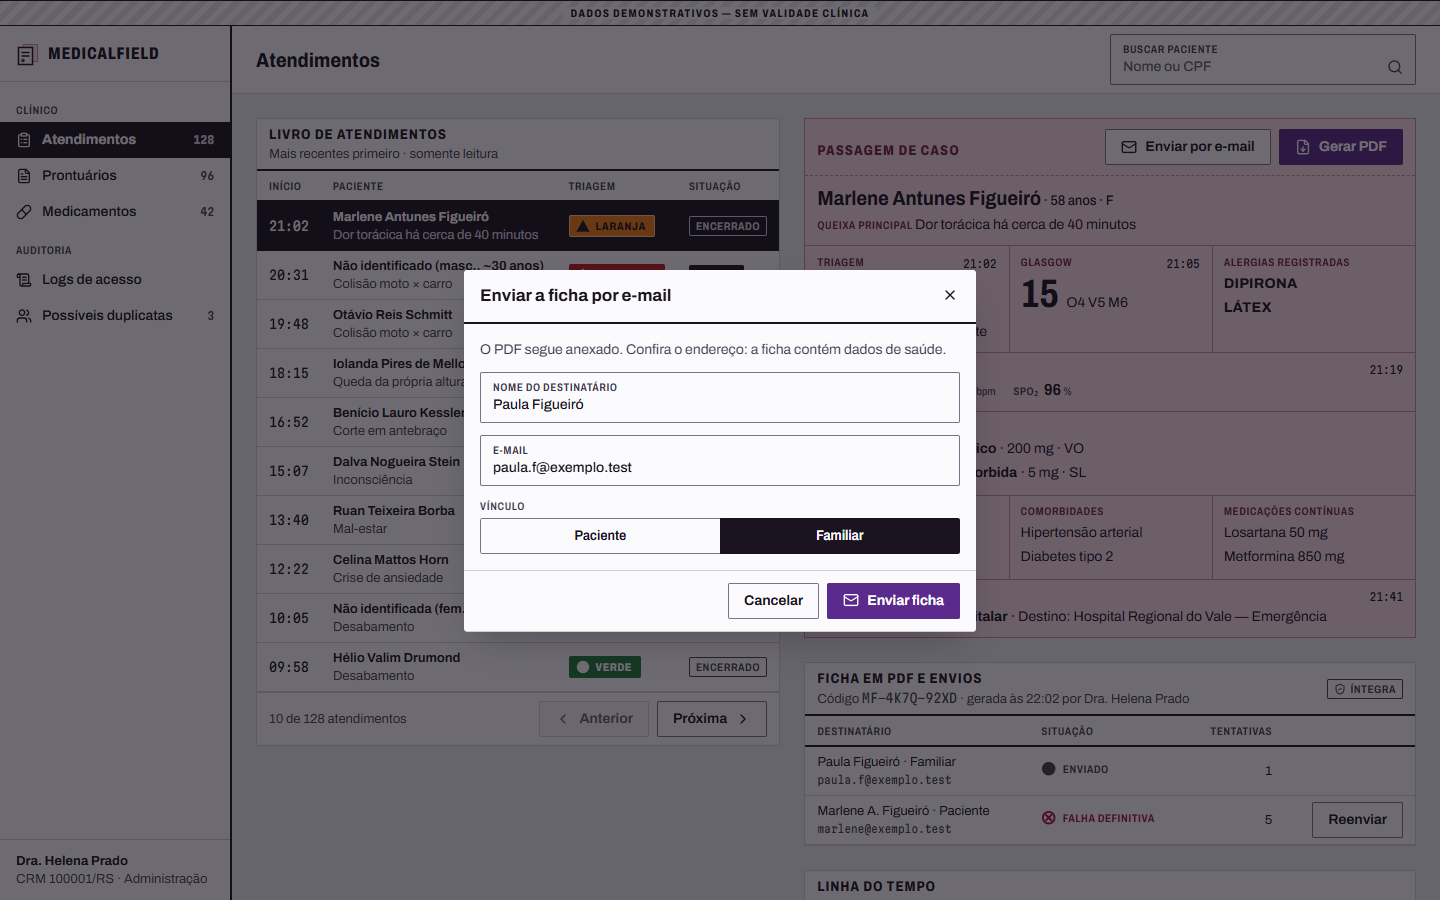 DADOS DEMONSTRATIVOS — SEM VALIDADE CLÍNICA
MEDICALFIELD
CLÍNICO
Atendimentos 128
Prontuários 96
Medicamentos 42
AUDITORIA
Logs de acesso
Possíveis duplicatas 3
Dra. Helena Prado
CRM 100001/RS · Administração
Atendimentos
BUSCAR PACIENTE
Nome ou CPF
LIVRO DE ATENDIMENTOS
Mais recentes primeiro · somente leitura
INÍCIO PACIENTE TRIAGEM SITUAÇÃO
21:02 Marlene Antunes Figueiró LARANJA ENCERRADO
Dor torácica há cerca de 40 minutos
20:31 Não identificado (masc., ~30 anos)
Colisão moto × carro
19:48 Otávio Reis Schmitt
Colisão moto × carro
18:15 Iolanda Pires de Mello
Queda da própria altura
16:52 Benício Lauro Kessler
Corte em antebraço
15:07 Dalva Nogueira Stein
Inconsciência
13:40 Ruan Teixeira Borba
Mal-estar
12:22 Celina Mattos Horn
Crise de ansiedade
10:05 Não identificada (fem.
Desabamento
09:58 Hélio Valim Drumond VERDE ENCERRADO
Desabamento
10 de 128 atendimentos Anterior Próxima
Enviar a ficha por e-mail
O PDF segue anexado. Confira o endereço: a ficha contém dados de saúde.
NOME DO DESTINATÁRIO
Paula Figueiró
E-MAIL
paula.f@exemplo.test
VÍNCULO
Paciente Familiar
Cancelar Enviar ficha
PASSAGEM DE CASO Enviar por e-mail Gerar PDF
Marlene Antunes Figueiró · 58 anos · F
QUEIXA PRINCIPAL Dor torácica há cerca de 40 minutos
TRIAGEM 21:02 GLASGOW 21:05 ALERGIAS REGISTRADAS
15 O4 V5 M6
DIPIRONA
LÁTEX
te
21:19
bpm SPO₂ 96 %
ico · 200 mg · VO
orbida · 5 mg · SL
COMORBIDADES MEDICAÇÕES CONTÍNUAS
Hipertensão arterial Losartana 50 mg
Diabetes tipo 2 Metformina 850 mg
21:41
italar · Destino: Hospital Regional do Vale — Emergência
FICHA EM PDF E ENVIOS
Código MF-4K7Q-92XD · gerada às 22:02 por Dra. Helena Prado ÍNTEGRA
DESTINATÁRIO SITUAÇÃO TENTATIVAS
Paula Figueiró · Familiar ENVIADO 1
paula.f@exemplo.test
Marlene A. Figueiró · Paciente FALHA DEFINITIVA 5 Reenviar
marlene@exemplo.test
LINHA DO TEMPO